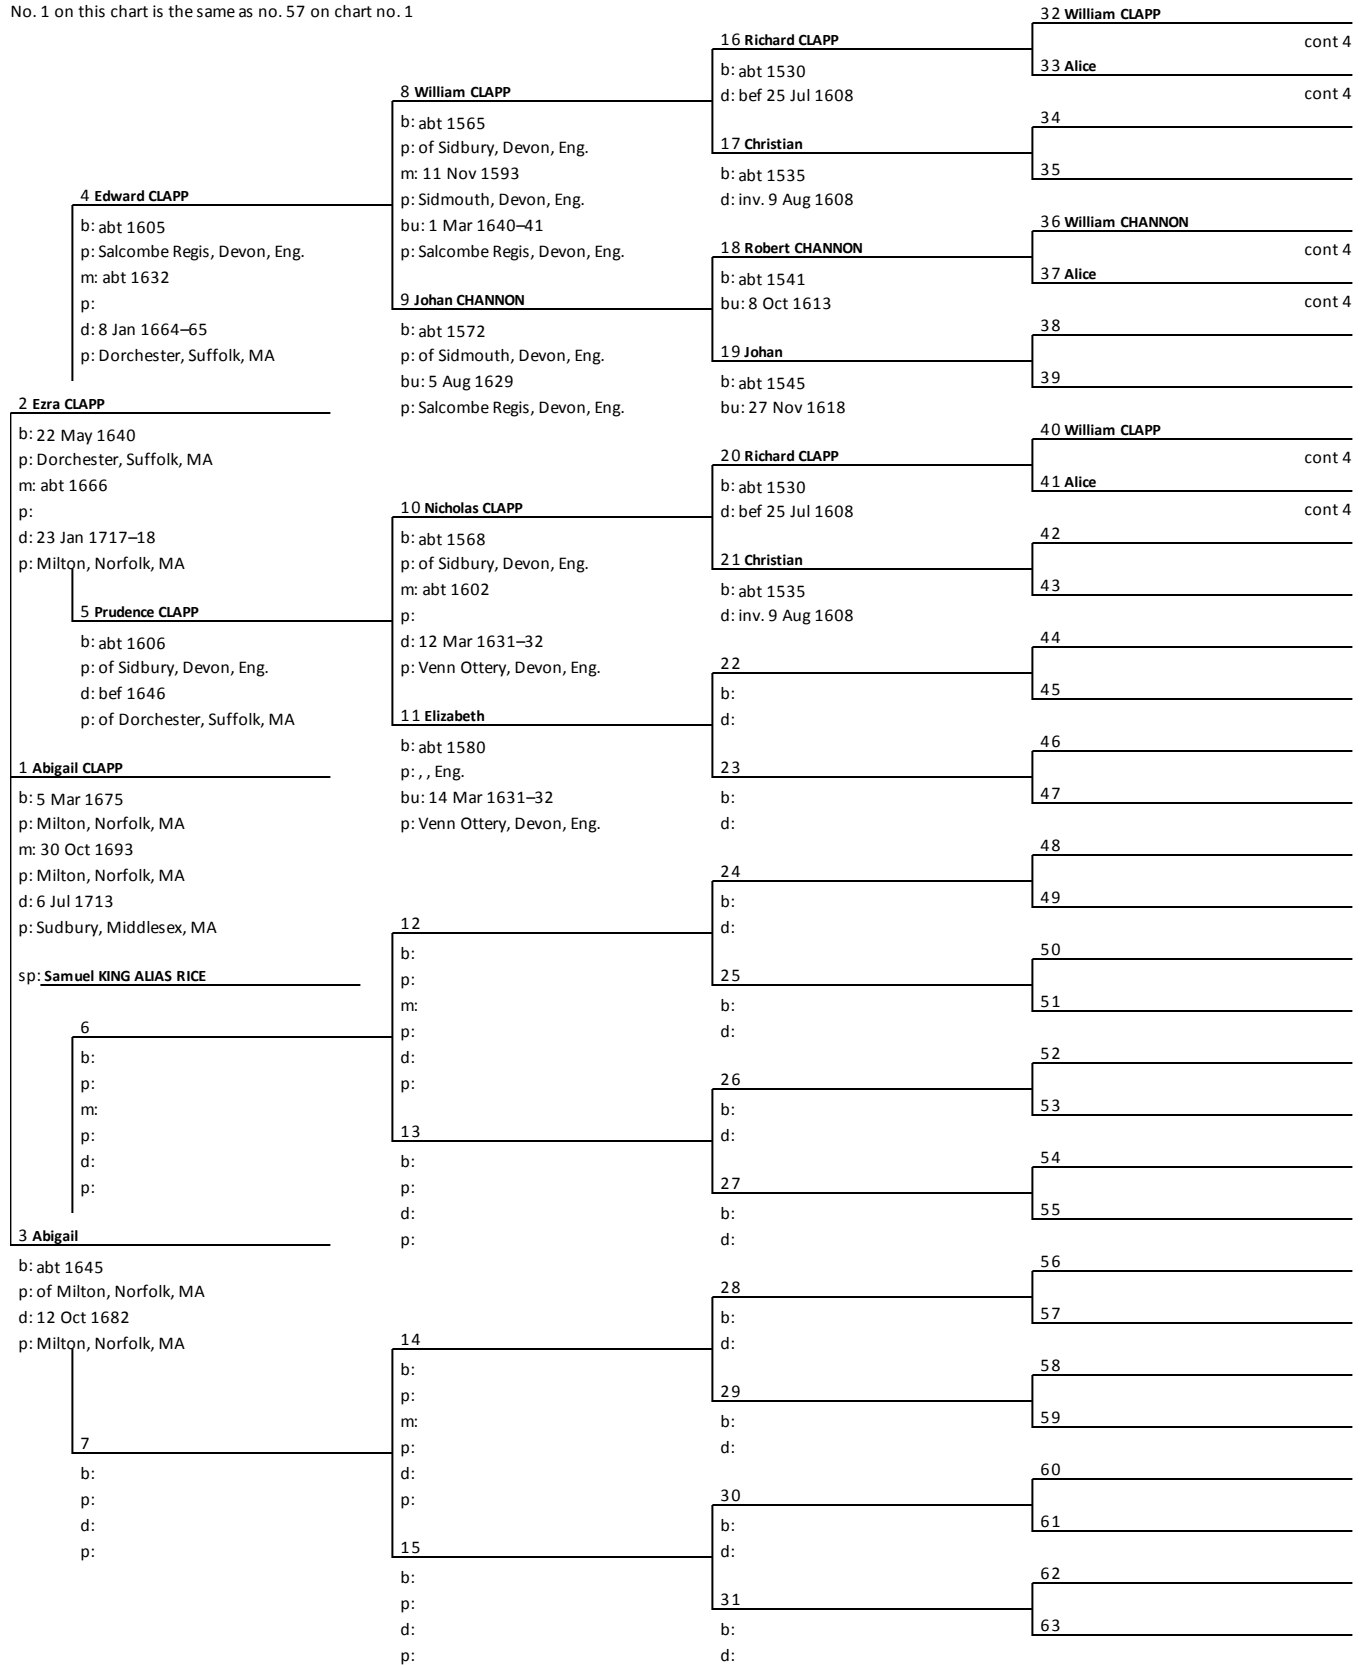 No. 1 on this chart is the same as no. 57 on chart no. 1
2 Ezra CLAPP
b: 22 May 1640
p: Dorchester, Suffolk, MA
m: abt 1666
p:
d: 23 Jan 1717–18
p: Milton, Norfolk, MA
1 Abigail CLAPP
b: 5 Mar 1675
p: Milton, Norfolk, MA
m: 30 Oct 1693
p: Milton, Norfolk, MA
d: 6 Jul 1713
p: Sudbury, Middlesex, MA
sp: Samuel KING ALIAS RICE
3 Abigail
b: abt 1645
p: of Milton, Norfolk, MA
d: 12 Oct 1682
p: Milton, Norfolk, MA
4 Edward CLAPP
b: abt 1605
p: Salcombe Regis, Devon, Eng.
m: abt 1632
p:
d: 8 Jan 1664–65
p: Dorchester, Suffolk, MA
5 Prudence CLAPP
b: abt 1606
p: of Sidbury, Devon, Eng.
d: bef 1646
p: of Dorchester, Suffolk, MA
6
b:
p:
m:
p:
d:
p:
7
b:
p:
d:
p:
8 William CLAPP
b: abt 1565
p: of Sidbury, Devon, Eng.
m: 11 Nov 1593
p: Sidmouth, Devon, Eng.
bu: 1 Mar 1640–41
p: Salcombe Regis, Devon, Eng.
9 Johan CHANNON
b: abt 1572
p: of Sidmouth, Devon, Eng.
bu: 5 Aug 1629
p: Salcombe Regis, Devon, Eng.
10 Nicholas CLAPP
b: abt 1568
p: of Sidbury, Devon, Eng.
m: abt 1602
p:
d: 12 Mar 1631–32
p: Venn Ottery, Devon, Eng.
11 Elizabeth
b: abt 1580
p: , , Eng.
bu: 14 Mar 1631–32
p: Venn Ottery, Devon, Eng.
12
b:
p:
m:
p:
d:
p:
13
b:
p:
d:
p:
14
b:
p:
m:
p:
d:
p:
15
b:
p:
d:
p:
16 Richard CLAPP
b: abt 1530
d: bef 25 Jul 1608
17 Christian
b: abt 1535
d: inv. 9 Aug 1608
18 Robert CHANNON
b: abt 1541
bu: 8 Oct 1613
19 Johan
b: abt 1545
bu: 27 Nov 1618
20 Richard CLAPP
b: abt 1530
d: bef 25 Jul 1608
21 Christian
b: abt 1535
d: inv. 9 Aug 1608
22
b:
d:
23
b:
d:
24
b:
d:
25
b:
d:
26
b:
d:
27
b:
d:
28
b:
d:
29
b:
d:
30
b:
d:
31
b:
d:
32 William CLAPP
cont 4
33 Alice
cont 4
34
35
36 William CHANNON
cont 4
37 Alice
cont 4
38
39
40 William CLAPP
cont 4
41 Alice
cont 4
42
43
44
45
46
47
48
49
50
51
52
53
54
55
56
57
58
59
60
61
62
63